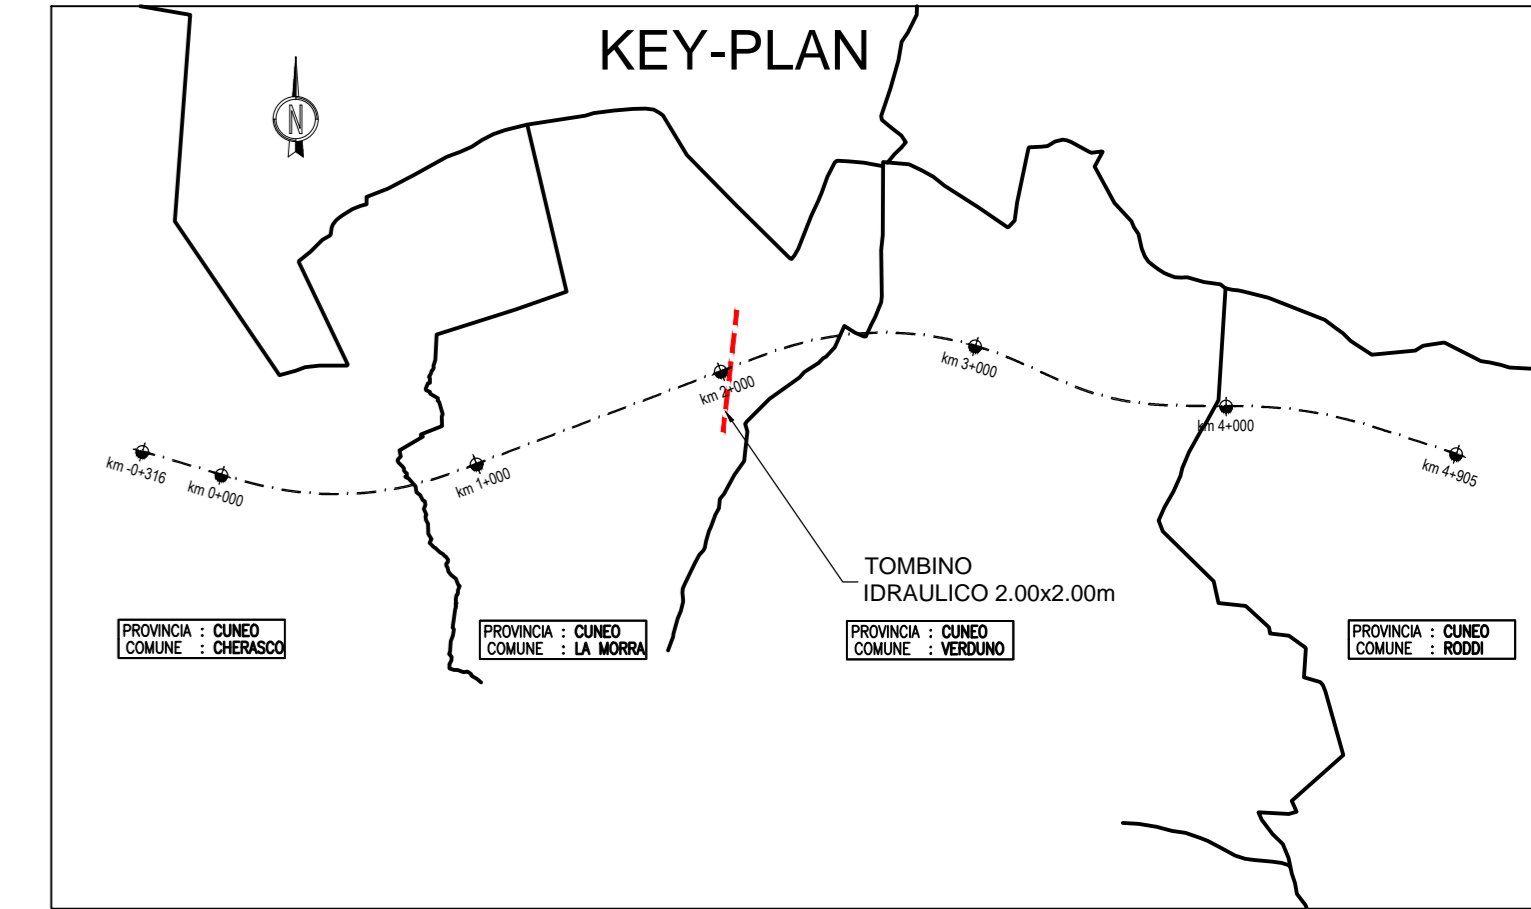 KEY-PLAN
N
km -0+316
km 0+000
km 1+000
km 2+000
km 3+000
km 4+000
km 4+905
TOMBINO
IDRAULICO 2.00x2.00m
PROVINCIA : CUNEO
COMUNE : CHERASCO
PROVINCIA : CUNEO
COMUNE : LA MORRA
PROVINCIA : CUNEO
COMUNE : VERDUNO
PROVINCIA : CUNEO
COMUNE : RODDI